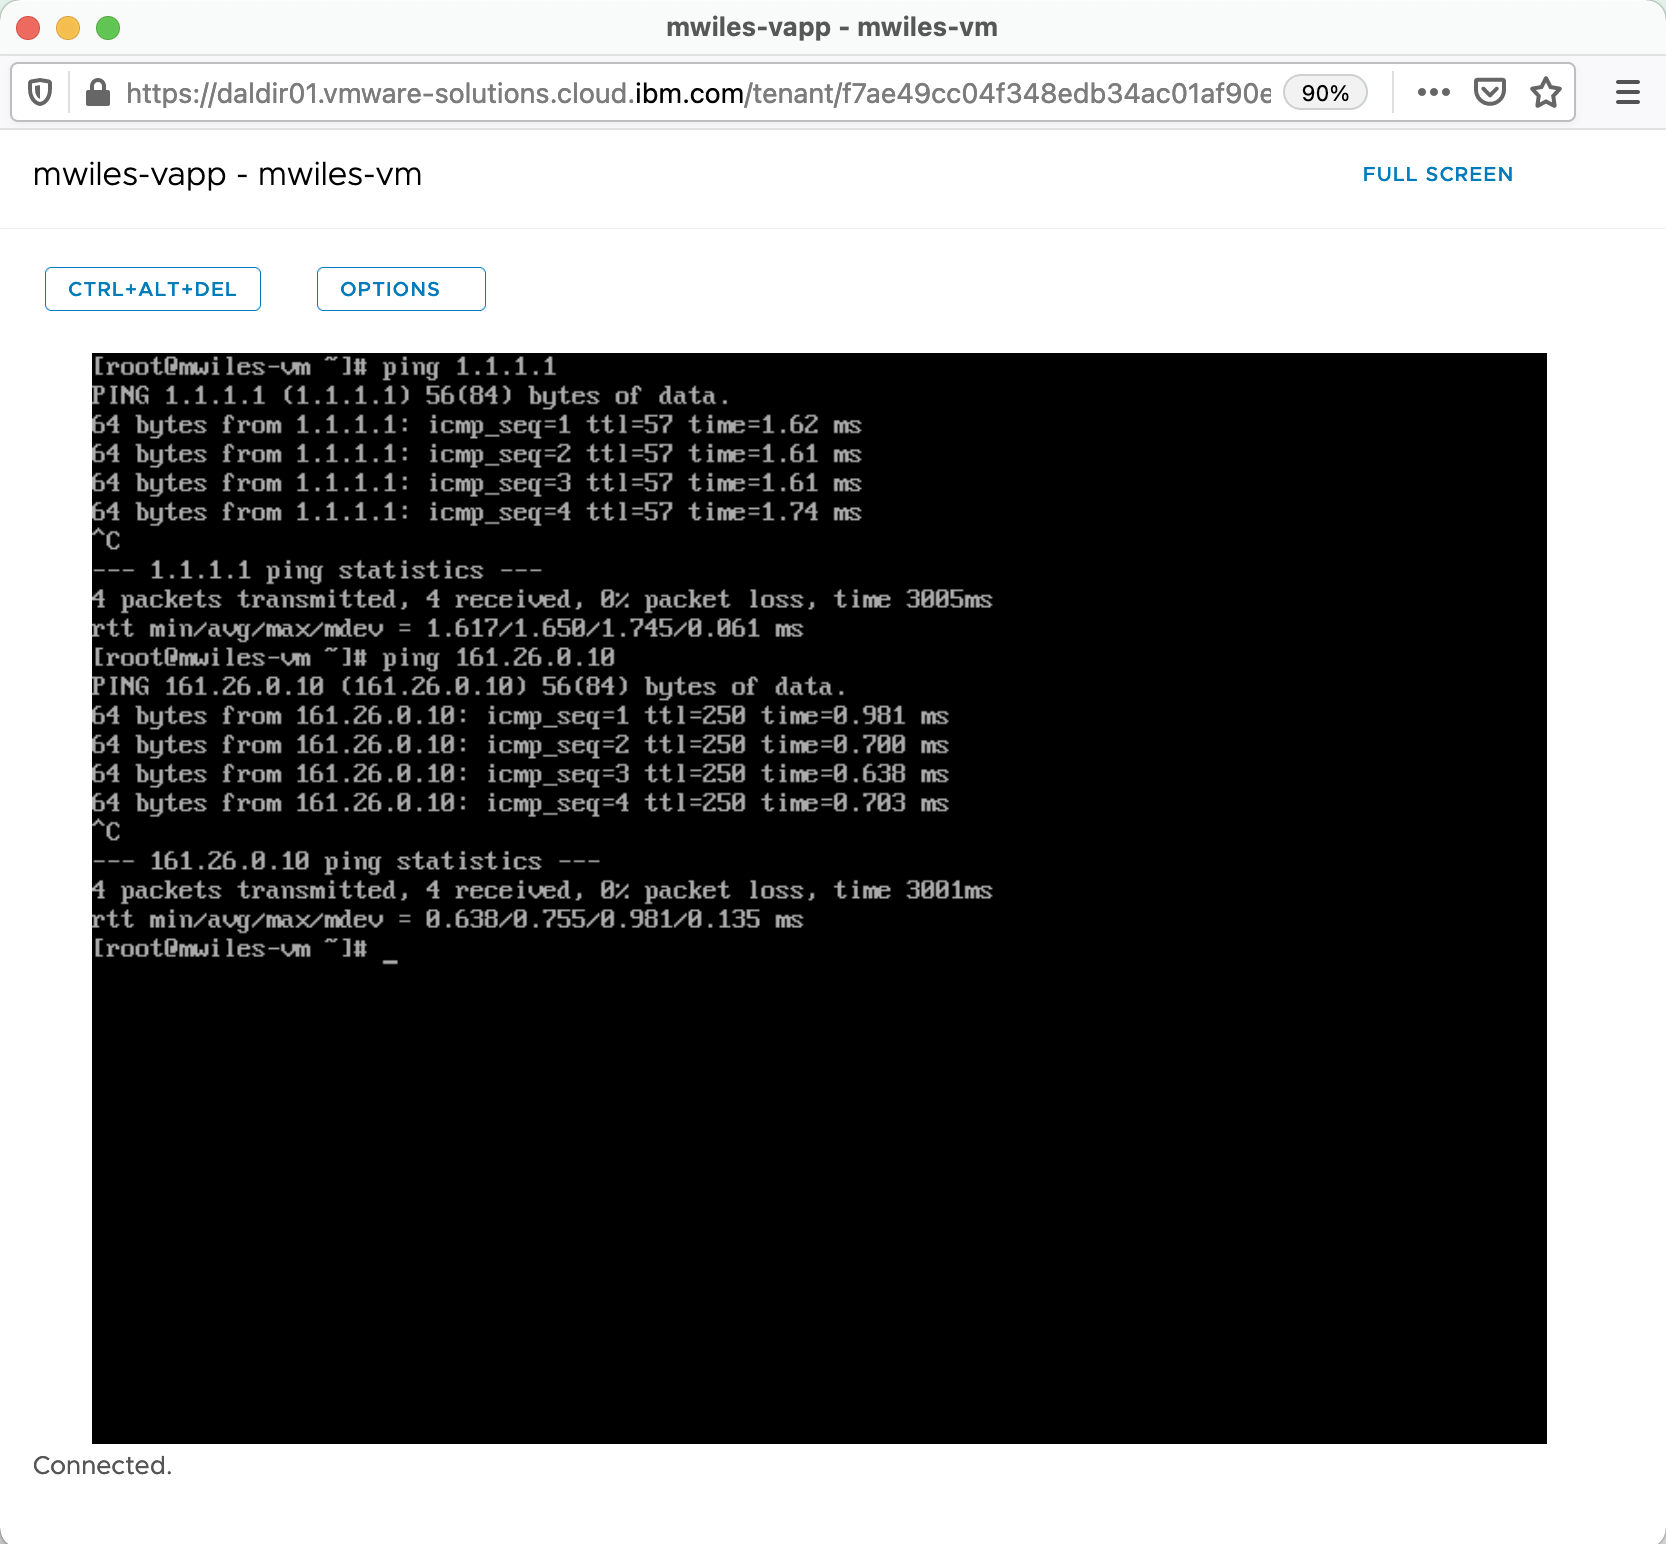 mwiles-vapp - mwiles-vm
https://daldir01.vmware-solutions.cloud.ibm.com/tenant/f7ae49cc04f348edb34ac01af90e
90%
mwiles-vapp - mwiles-vm
FULL SCREEN
CTRL+ALT+DEL
OPTIONS
[root@mwiles-vm ~]# ping 1.1.1.1
PING 1.1.1.1 (1.1.1.1) 56(84) bytes of data.
64 bytes from 1.1.1.1: icmp_seq=1 ttl=57 time=1.62 ms
64 bytes from 1.1.1.1: icmp_seq=2 ttl=57 time=1.61 ms
64 bytes from 1.1.1.1: icmp_seq=3 ttl=57 time=1.61 ms
64 bytes from 1.1.1.1: icmp_seq=4 ttl=57 time=1.74 ms
^C
--- 1.1.1.1 ping statistics ---
4 packets transmitted, 4 received, 0% packet loss, time 3005ms
rtt min/avg/max/mdev = 1.617/1.650/1.745/0.061 ms
[root@mwiles-vm ~]# ping 161.26.0.10
PING 161.26.0.10 (161.26.0.10) 56(84) bytes of data.
64 bytes from 161.26.0.10: icmp_seq=1 ttl=250 time=0.981 ms
64 bytes from 161.26.0.10: icmp_seq=2 ttl=250 time=0.700 ms
64 bytes from 161.26.0.10: icmp_seq=3 ttl=250 time=0.638 ms
64 bytes from 161.26.0.10: icmp_seq=4 ttl=250 time=0.703 ms
^C
--- 161.26.0.10 ping statistics ---
4 packets transmitted, 4 received, 0% packet loss, time 3001ms
rtt min/avg/max/mdev = 0.638/0.755/0.981/0.135 ms
[root@mwiles-vm ~]# _
Connected.